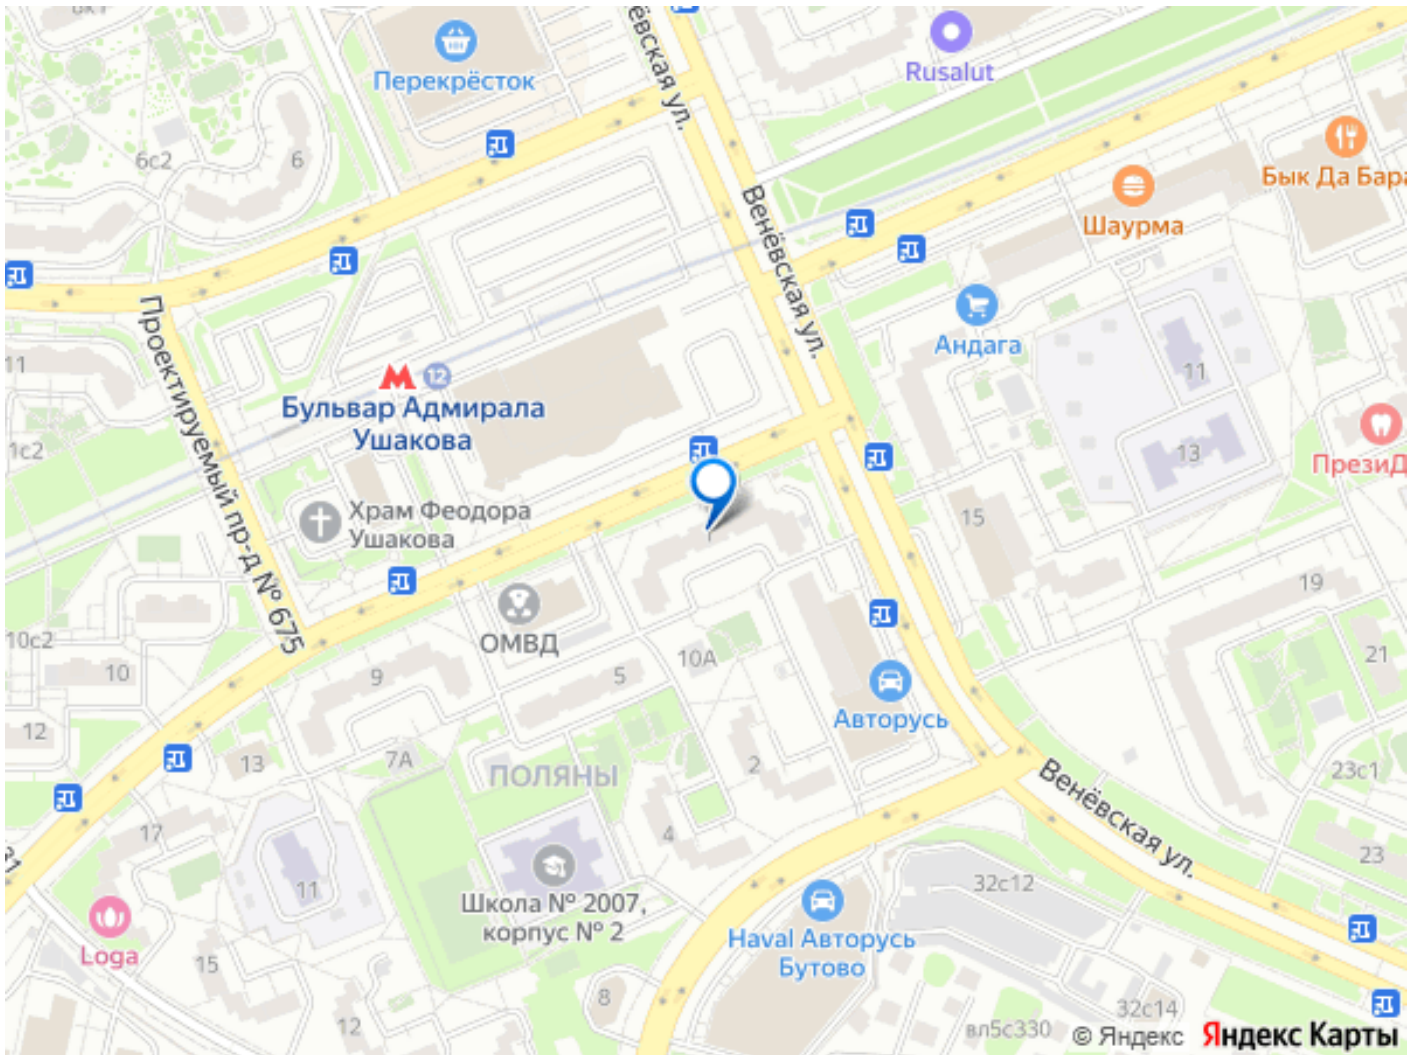 Перекрёсток
Rusalut
6с2
6
Бык Да Бара
Шаурма
Венёвская ул.
Андага
11
11
Проектируемый пр-д № 675
12
Бульвар Адмирала
Ушакова
1с2
13
ПрезиД
Храм Феодора
Ушакова
15
19
ОМВД
10с2
10
9
5
10А
21
12
Авторусь
13
7А
ПОЛЯНЫ
2
Венёвская ул.
23с1
17
4
23
11
32с12
Школа № 2007,
корпус № 2
Loga
15
Haval Авторусь
Бутово
8
12
32с14
вл5с330
© Яндекс
Яндекс Карты